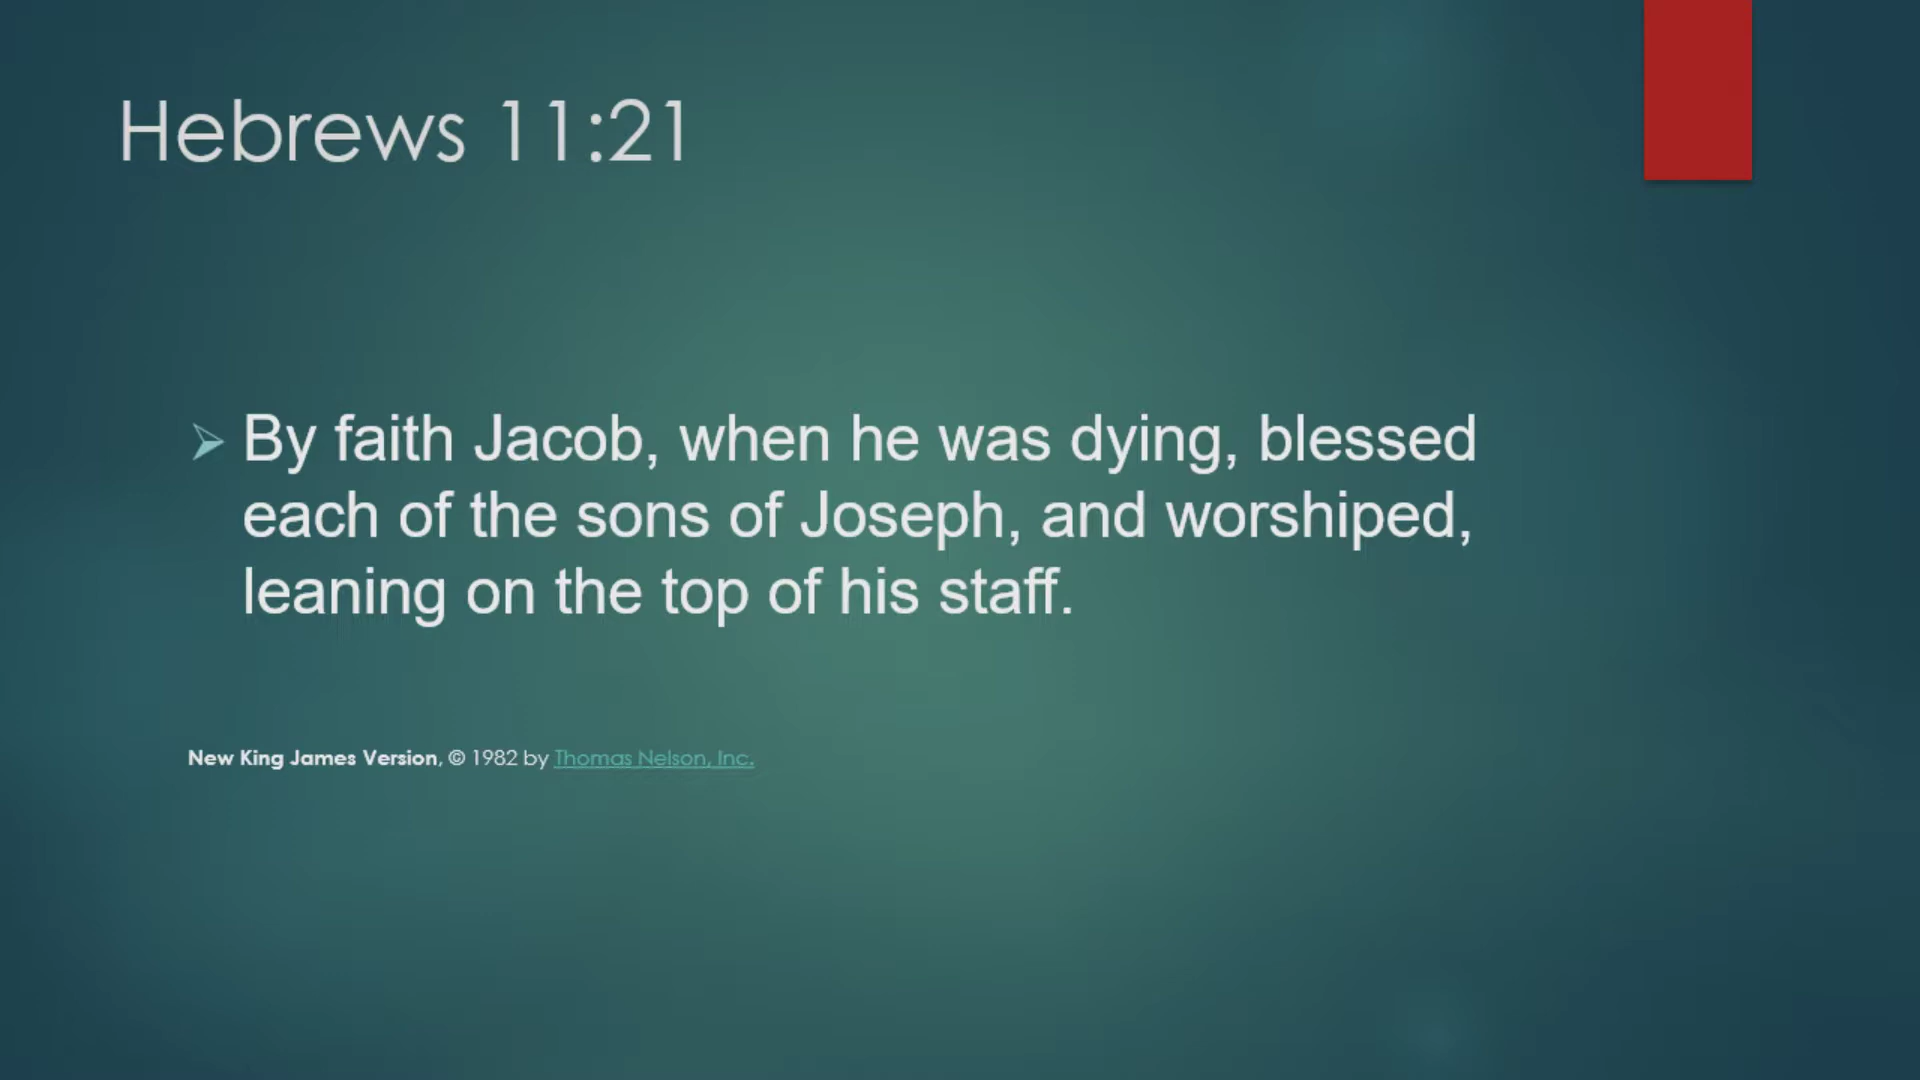 Hebrews 11:21
By faith Jacob, when he was dying, blessed
each of the sons of Joseph, and worshiped,
leaning on the top of his staff.
New King James Version, © 1982 by Thomas Nelson, Inc.